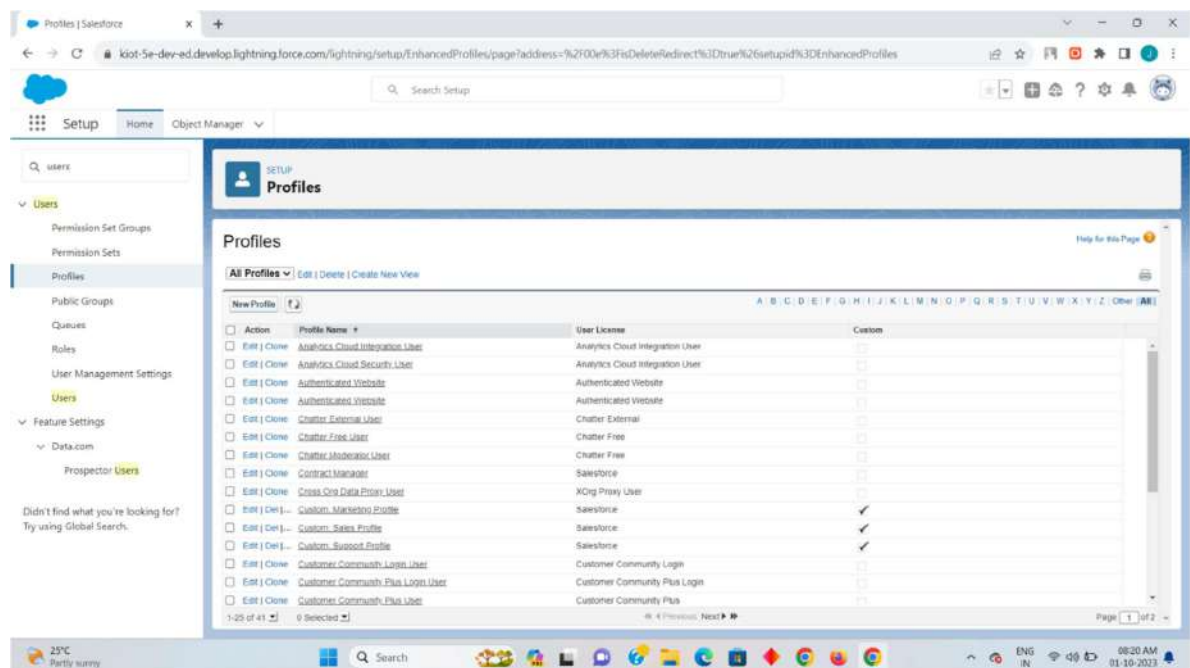 Profiles | Salesforce
kiot-5e-dev-ed.develop.lightning.force.com/lightning/setup/EnhancedProfiles/page?address=%2F00e%3FisDeleteRedirect%3Dtrue%26setupid%3DEnhancedProfiles
Search Setup
Setup Home Object Manager
users
SETUP
Profiles
Users
Permission Set Groups
Permission Sets
Profiles
Public Groups
Queues
Roles
User Management Settings
Users
Feature Settings
Data.com
Prospector Users
Didn't find what you're looking for?
Try using Global Search.
Profiles
Help for this Page
All Profiles Edit | Delete | Create New View
New Profile A | B | C | D | E | F | G | H | I | J | K | L | M | N | O | P | Q | R | S | T | U | V | W | X | Y | Z | Other | All
Action Profile Name User License Custom
Edit | Clone Analytics Cloud Integration User Analytics Cloud Integration User
Edit | Clone Analytics Cloud Security User Analytics Cloud Integration User
Edit | Clone Authenticated Website Authenticated Website
Edit | Clone Authenticated Website Authenticated Website
Edit | Clone Chatter External User Chatter External
Edit | Clone Chatter Free User Chatter Free
Edit | Clone Chatter Moderator User Chatter Free
Edit | Clone Contract Manager Salesforce
Edit | Clone Cross Org Data Proxy User XOrg Proxy User
Edit | Del |... Custom: Marketing Profile Salesforce
Edit | Del |... Custom: Sales Profile Salesforce
Edit | Del |... Custom: Support Profile Salesforce
Edit | Clone Customer Community Login User Customer Community Login
Edit | Clone Customer Community Plus Login User Customer Community Plus Login
Edit | Clone Customer Community Plus User Customer Community Plus
1-25 of 41 0 Selected Previous Next Page 1 of 2
25°C
Partly sunny
Search
ENG
IN
08:20 AM
01-10-2023